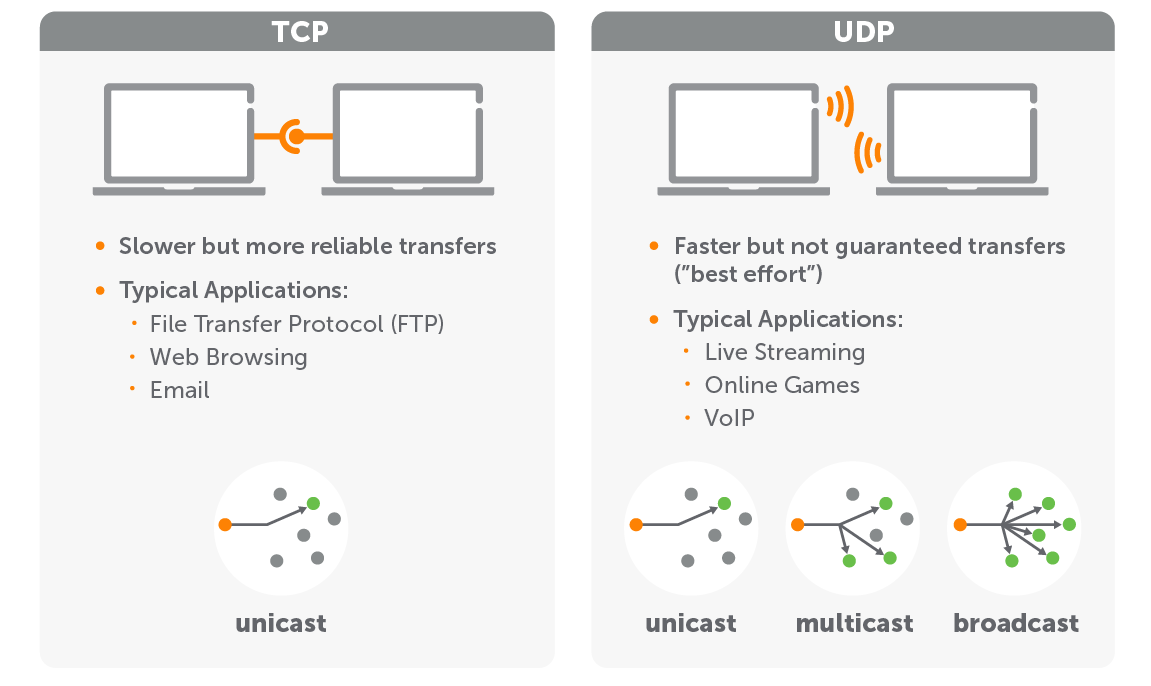 TCP
Slower but more reliable transfers
Typical Applications:
File Transfer Protocol (FTP)
Web Browsing
Email
unicast
UDP
Faster but not guaranteed transfers
(”best effort”)
Typical Applications:
Live Streaming
Online Games
VoIP
unicast
multicast
broadcast